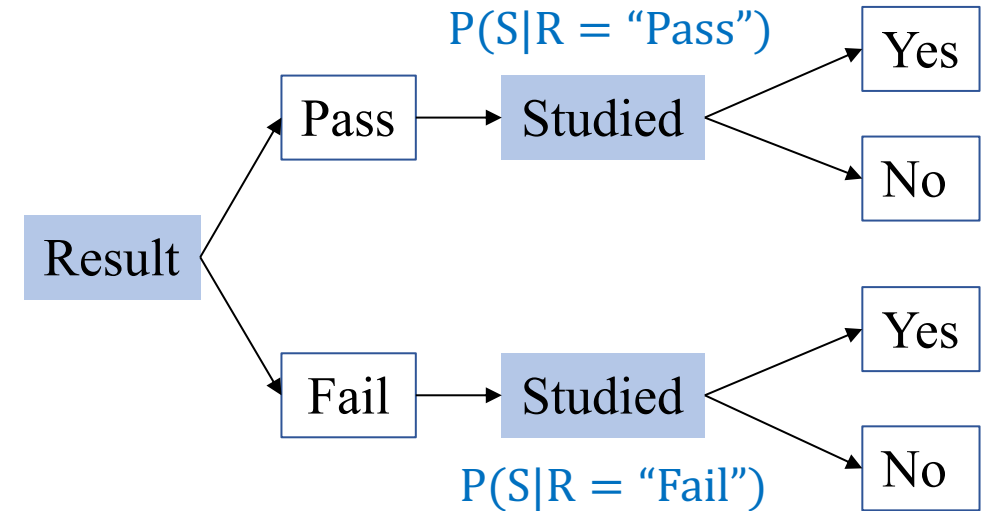 P(S|R = “Pass”)
Yes
Pass
Studied
No
Result
Yes
Fail
Studied
No
P(S|R = “Fail”)